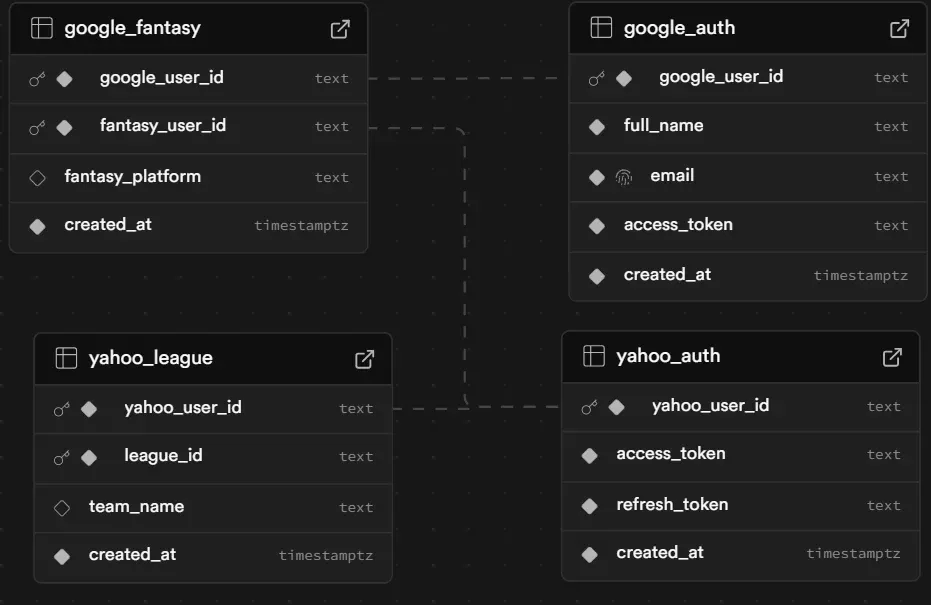 google_fantasy
google_user_id text
fantasy_user_id text
fantasy_platform text
created_at timestamptz
google_auth
google_user_id text
full_name text
email text
access_token text
created_at timestamptz
yahoo_league
yahoo_user_id text
league_id text
team_name text
created_at timestamptz
yahoo_auth
yahoo_user_id text
access_token text
refresh_token text
created_at timestamptz